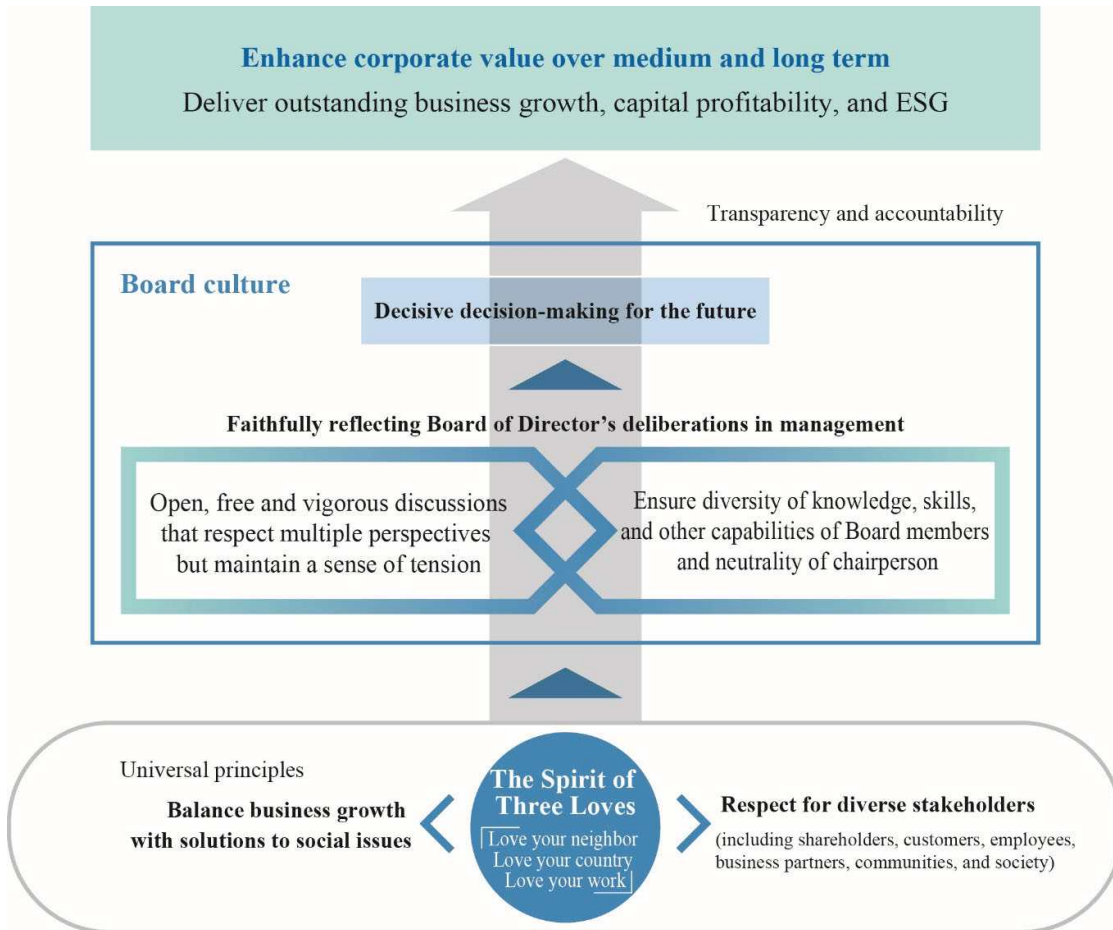 Enhance corporate value over medium and long term
Deliver outstanding business growth, capital profitability, and ESG
Transparency and accountability
Board culture
Decisive decision-making for the future
Faithfully reflecting Board of Director’s deliberations in management
Open, free and vigorous discussions
that respect multiple perspectives
but maintain a sense of tension
Ensure diversity of knowledge, skills,
and other capabilities of Board members
and neutrality of chairperson
Universal principles
Balance business growth
with solutions to social issues
The Spirit of
Three Loves
「Love your neighbor
Love your country
Love your work」
Respect for diverse stakeholders
(including shareholders, customers, employees,
business partners, communities, and society)